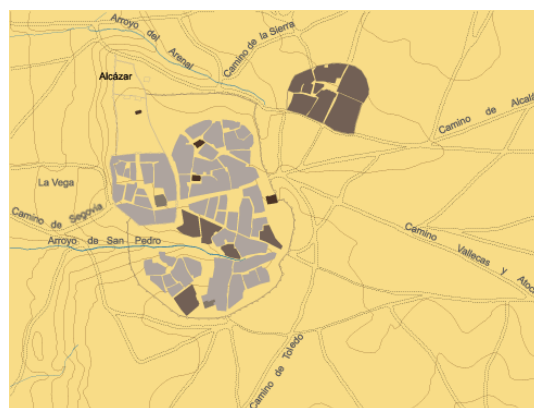 Arroyo del Arenal
Camino de la Sierra
Alcázar
Camino de Alcalá
La Vega
Camino de Segovia
Arroyo de San Pedro
Camino Vallecas y Atoc
Camino de Toledo